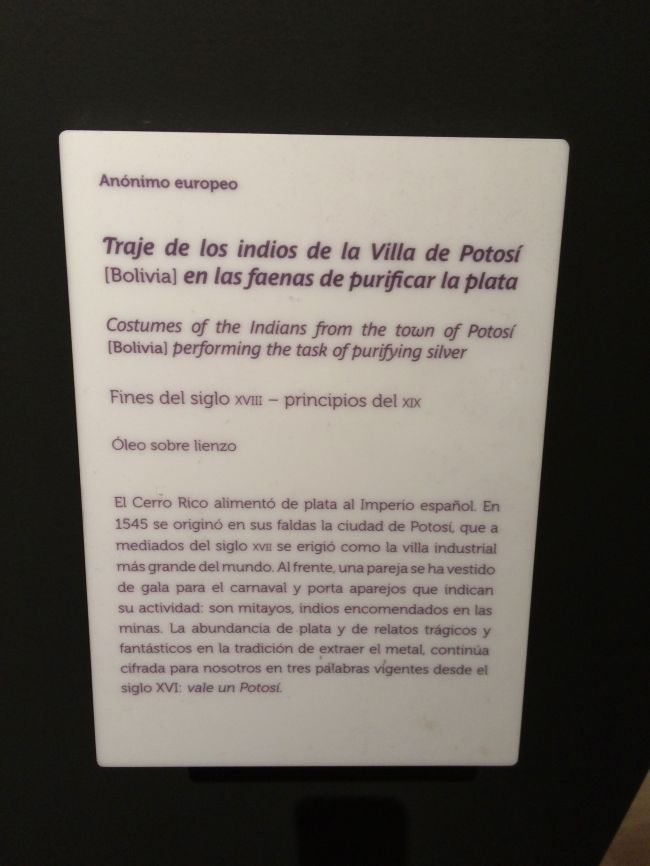 Anónimo europeo
Traje de los indios de la Villa de Potosí
[Bolivia] en las faenas de purificar la plata
Costumes of the Indians from the town of Potosí
[Bolivia] performing the task of purifying silver
Fines del siglo XVIII – principios del XIX
Óleo sobre lienzo
El Cerro Rico alimentó de plata al Imperio español. En
1545 se originó en sus faldas la ciudad de Potosí, que a
mediados del siglo XVII se erigió como la villa industrial
más grande del mundo. Al frente, una pareja se ha vestido
de gala para el carnaval y porta aparejos que indican
su actividad: son mitayos, indios encomendados en las
minas. La abundancia de plata y de relatos trágicos y
fantásticos en la tradición de extraer el metal, continúa
cifrada para nosotros en tres palabras vigentes desde el
siglo XVI: vale un Potosí.